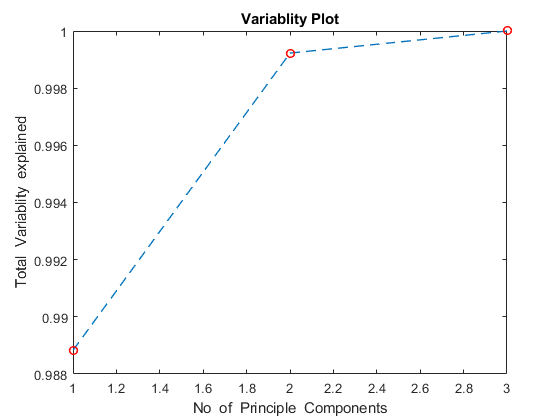 Variablity Plot
Total Variablity explained
1
0.998
0.996
0.994
0.992
0.99
0.988
1 1.2 1.4 1.6 1.8 2 2.2 2.4 2.6 2.8 3
No of Principle Components